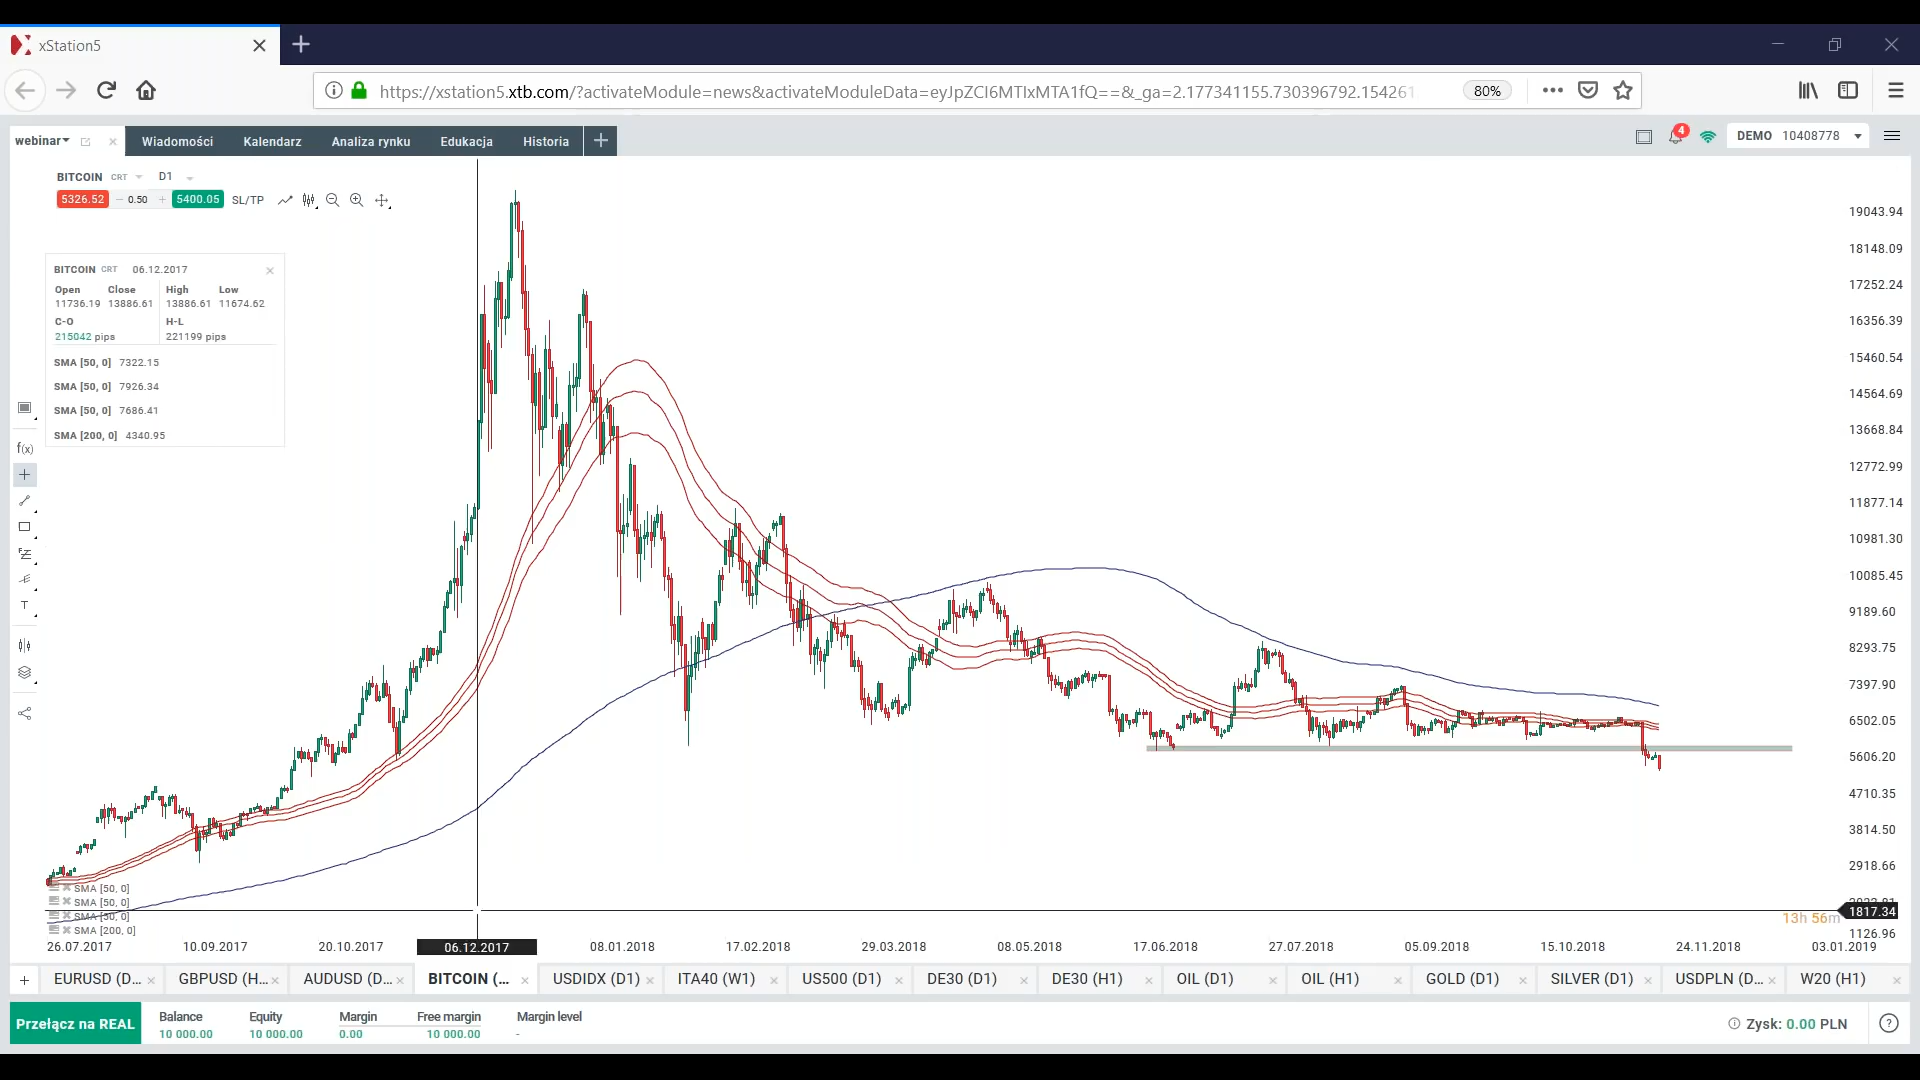 xStation5
https://xstation5.xtb.com/?activateModule=news&activateModuleData=eyJpZCI6MTIxMTA1fQ==&_ga=2.177341155.730396792.154261
80%
webinar
Wiadomości
Kalendarz
Analiza rynku
Edukacja
Historia
4
DEMO 10408778
BITCOIN CRT D1
5326.52 0.50 5400.05 SL/TP
BITCOIN CRT 06.12.2017
Open Close High Low
11736.19 13886.61 13886.61 11674.62
C-O H-L
215042 pips 221199 pips
SMA [50, 0] 7322.15
SMA [50, 0] 7926.34
SMA [50, 0] 7686.41
SMA [200, 0] 4340.95
f(x)
T
19043.94
18148.09
17252.24
16356.39
15460.54
14564.69
13668.84
12772.99
11877.14
10981.30
10085.45
9189.60
8293.75
7397.90
6502.05
5606.20
4710.35
3814.50
2918.66
1817.34
13h 56m
1126.96
SMA [50, 0]
SMA [50, 0]
SMA [50, 0]
SMA [200, 0]
26.07.2017 10.09.2017 20.10.2017 06.12.2017 08.01.2018 17.02.2018 29.03.2018 08.05.2018 17.06.2018 27.07.2018 05.09.2018 15.10.2018 24.11.2018 03.01.2019
EURUSD (D... GBPUSD (H... AUDUSD (D... BITCOIN (... USDIDX (D1) ITA40 (W1) US500 (D1) DE30 (D1) DE30 (H1) OIL (D1) OIL (H1) GOLD (D1) SILVER (D1) USDPLN (D... W20 (H1)
Przełącz na REAL
Balance Equity Margin Free margin Margin level
10 000.00 10 000.00 0.00 10 000.00 -
Zysk: 0.00 PLN